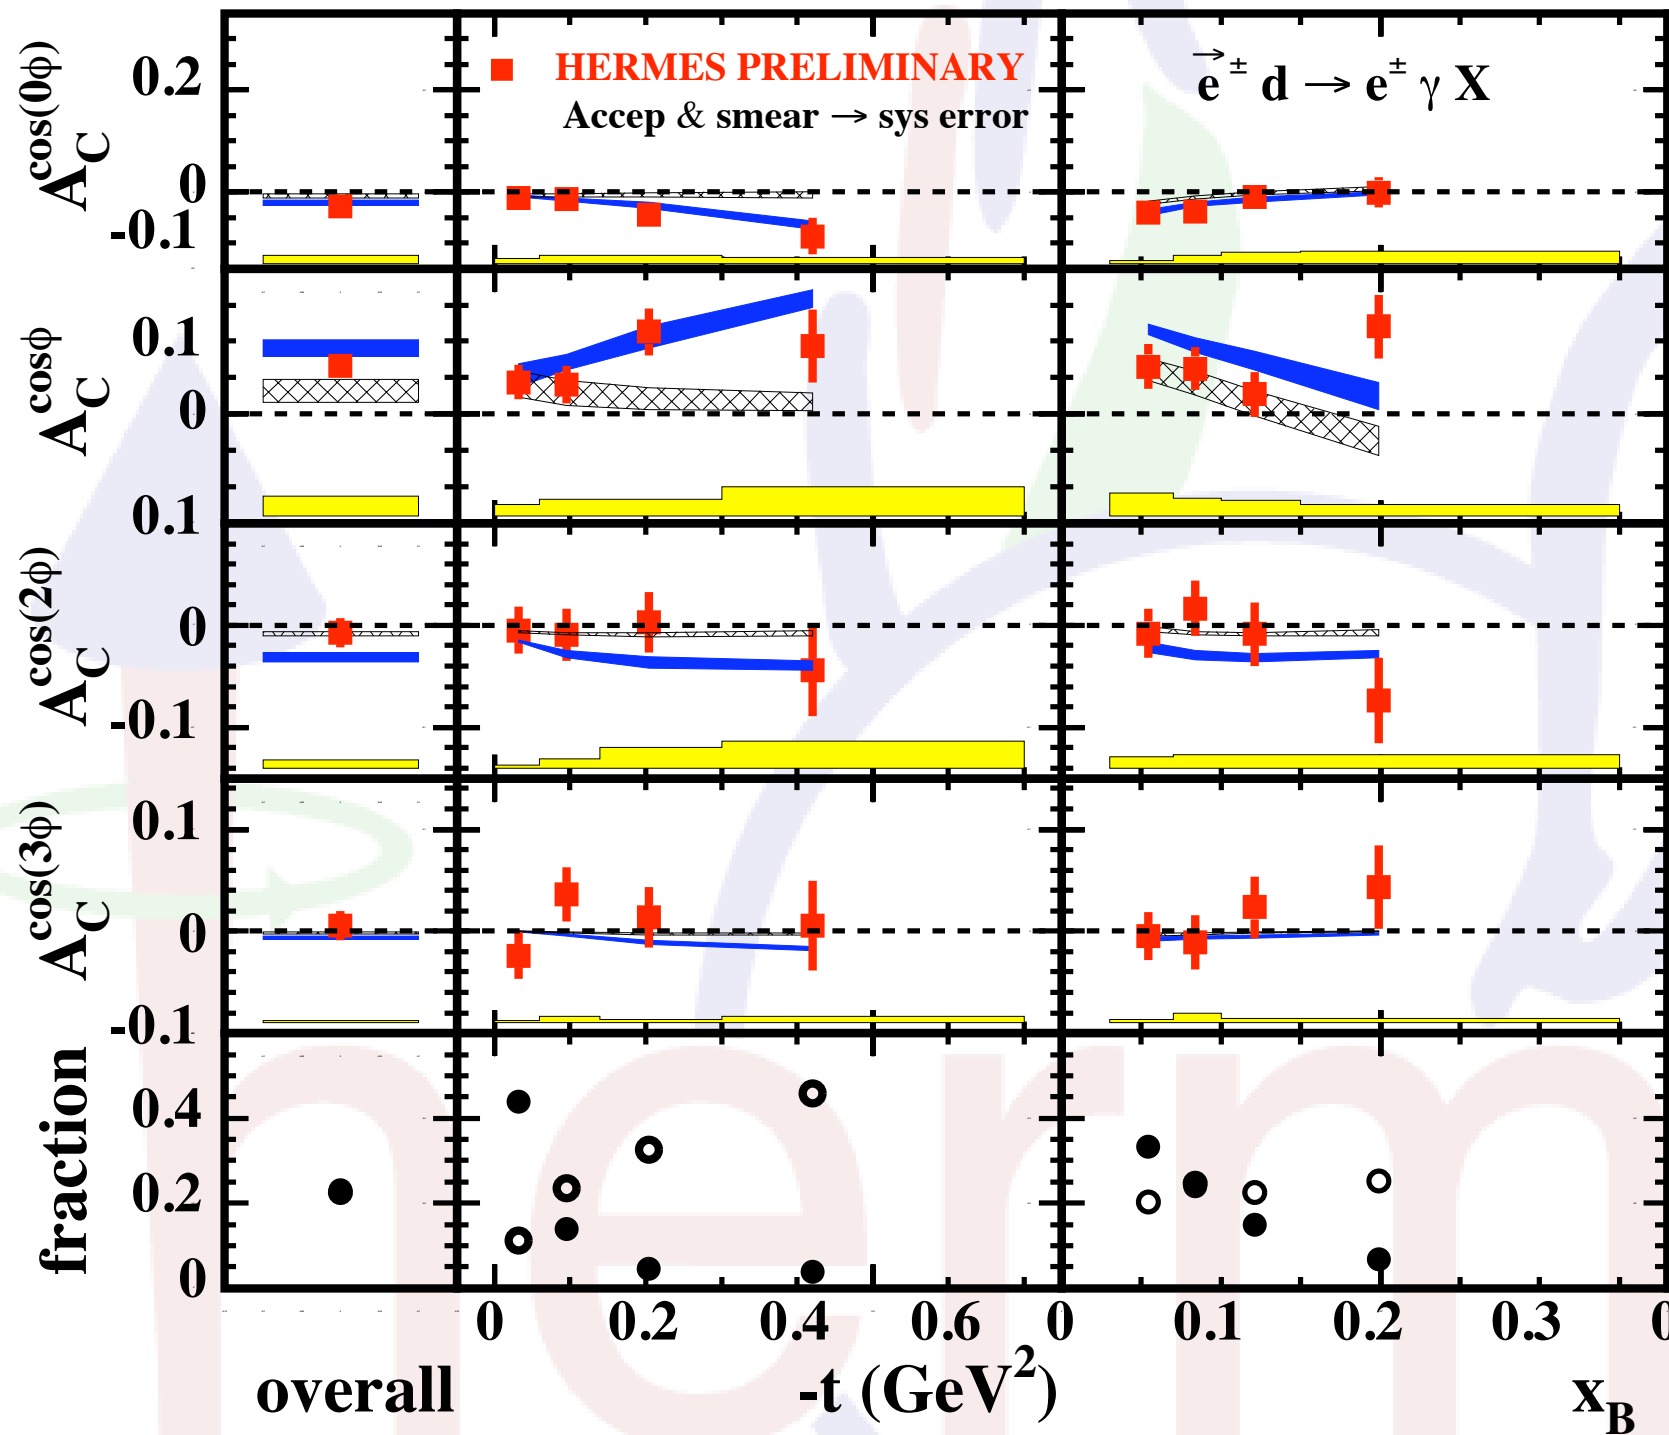 HERMES PRELIMINARY
Accep & smear → sys error
e⃗ ± d → e± γ X
A_C^cos(0ϕ)
0.2
0
-0.1
A_C^cosϕ
0.1
0
0.1
A_C^cos(2ϕ)
0
-0.1
A_C^cos(3ϕ)
0.1
0
-0.1
fraction
0.4
0.2
0
0 0.2 0.4 0.6 0 0.1 0.2 0.3 0
overall -t (GeV²) x_B
herm